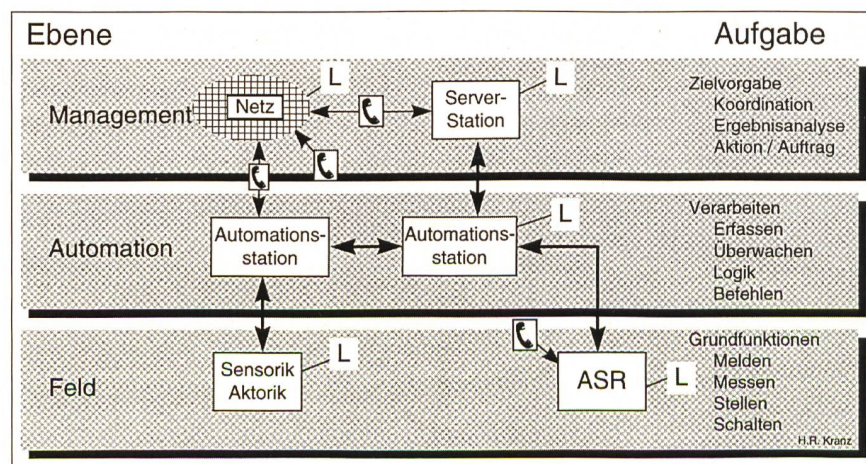 Ebene
Aufgabe
Management
Netz
L
Server-
Station
L
Zielvorgabe
Koordination
Ergebnisanalyse
Aktion / Auftrag
Automation
Automations-
station
Automations-
station
L
Verarbeiten
Erfassen
Überwachen
Logik
Befehlen
Feld
Sensorik
Aktorik
L
ASR
L
Grundfunktionen
Melden
Messen
Stellen
Schalten
H.R. Kranz